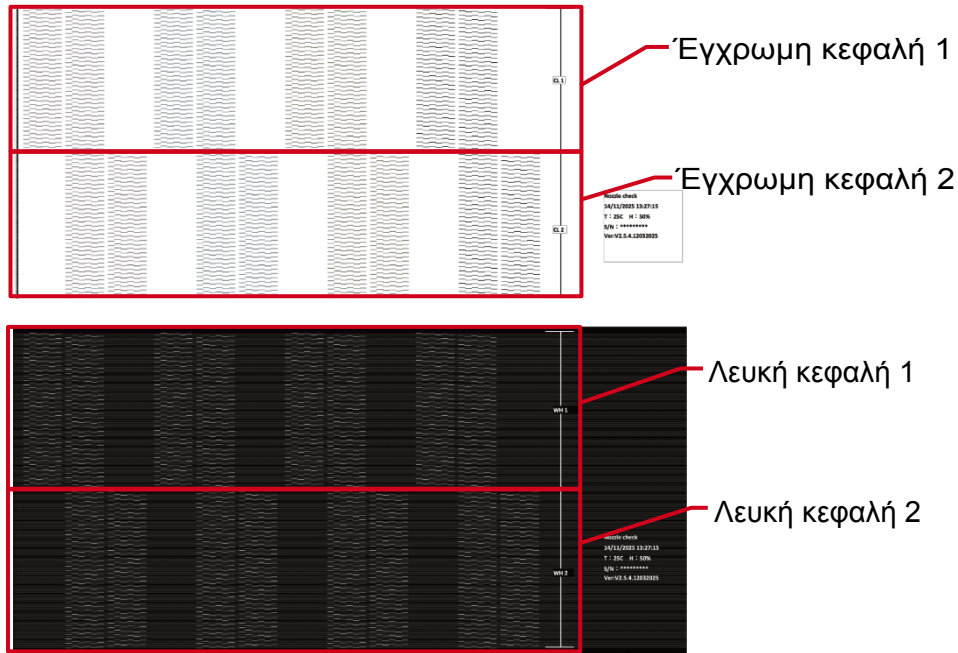 Έγχρωμη κεφαλή 1
CL 1
Έγχρωμη κεφαλή 2
CL 2
Nozzle check
14/11/2025 13:27:15
T : 25C H : 50%
S/N : *********
Ver:V2.5.4.12032025
Λευκή κεφαλή 1
WH 1
Λευκή κεφαλή 2
WH 2
Nozzle check
14/11/2025 13:27:15
T : 25C H : 50%
S/N : *********
Ver:V2.5.4.12032025